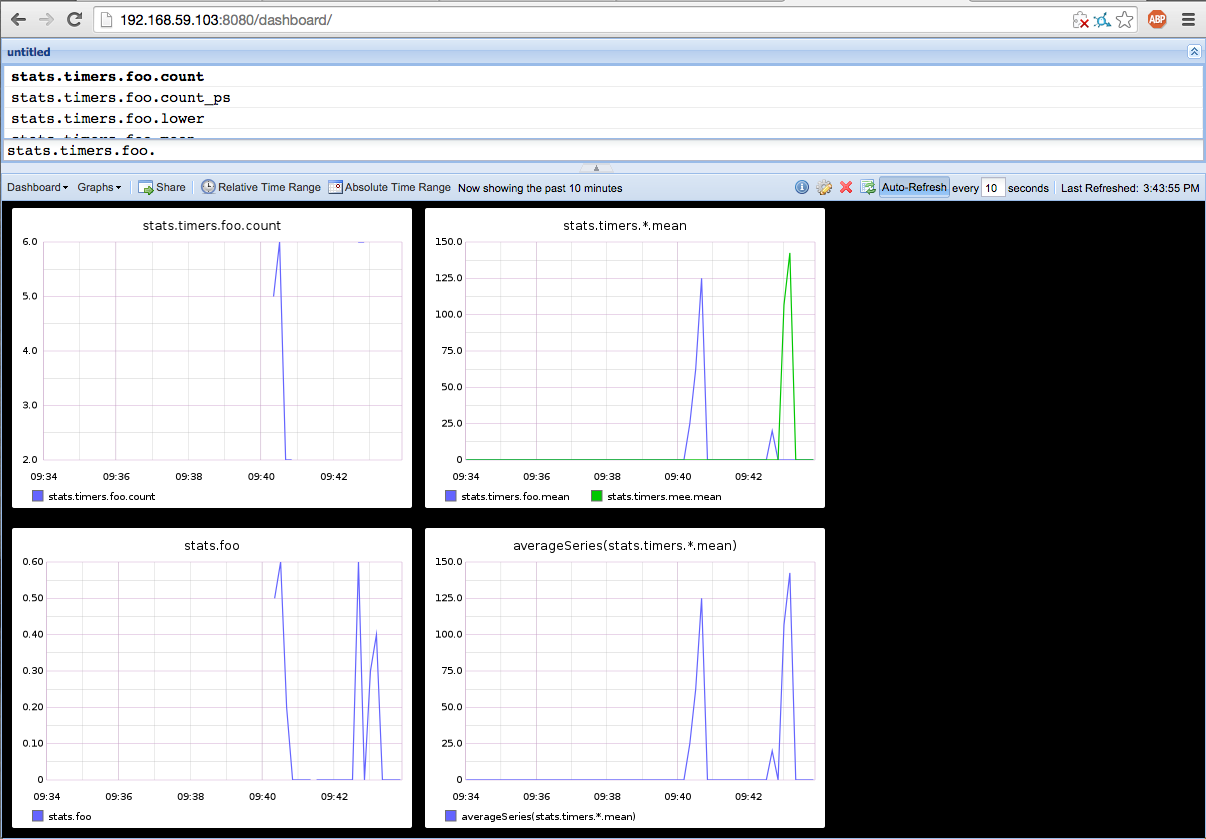 192.168.59.103:8080/dashboard/
ABP
untitled
stats.timers.foo.count
stats.timers.foo.count_ps
stats.timers.foo.lower
stats.timers.foo.mean
stats.timers.foo.
Dashboard Graphs Share Relative Time Range Absolute Time Range Now showing the past 10 minutes Auto-Refresh every 10 seconds Last Refreshed: 3:43:55 PM
stats.timers.foo.count
6.0
5.0
4.0
3.0
2.0
09:34 09:36 09:38 09:40 09:42
stats.timers.foo.count
stats.timers.*.mean
150.0
125.0
100.0
75.0
50.0
25.0
0
09:34 09:36 09:38 09:40 09:42
stats.timers.foo.mean stats.timers.mee.mean
stats.foo
0.60
0.50
0.40
0.30
0.20
0.10
0
09:34 09:36 09:38 09:40 09:42
stats.foo
averageSeries(stats.timers.*.mean)
150.0
125.0
100.0
75.0
50.0
25.0
0
09:34 09:36 09:38 09:40 09:42
averageSeries(stats.timers.*.mean)